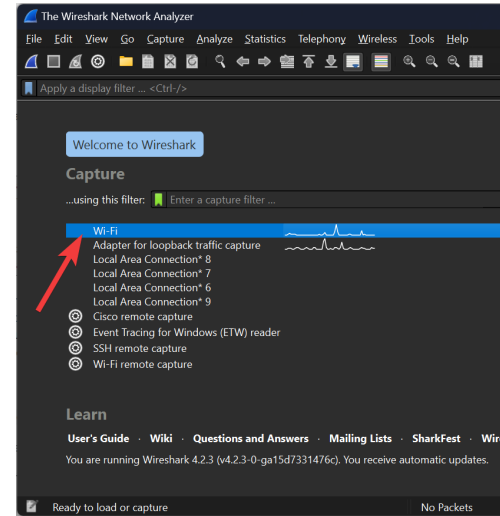 The Wireshark Network Analyzer
File Edit View Go Capture Analyze Statistics Telephony Wireless Tools Help
Apply a display filter ... <Ctrl-/>
Welcome to Wireshark
Capture
...using this filter: Enter a capture filter ...
Wi-Fi
Adapter for loopback traffic capture
Local Area Connection* 8
Local Area Connection* 7
Local Area Connection* 6
Local Area Connection* 9
Cisco remote capture
Event Tracing for Windows (ETW) reader
SSH remote capture
Wi-Fi remote capture
Learn
User's Guide · Wiki · Questions and Answers · Mailing Lists · SharkFest · Wir
You are running Wireshark 4.2.3 (v4.2.3-0-ga15d7331476c). You receive automatic updates.
Ready to load or capture No Packets